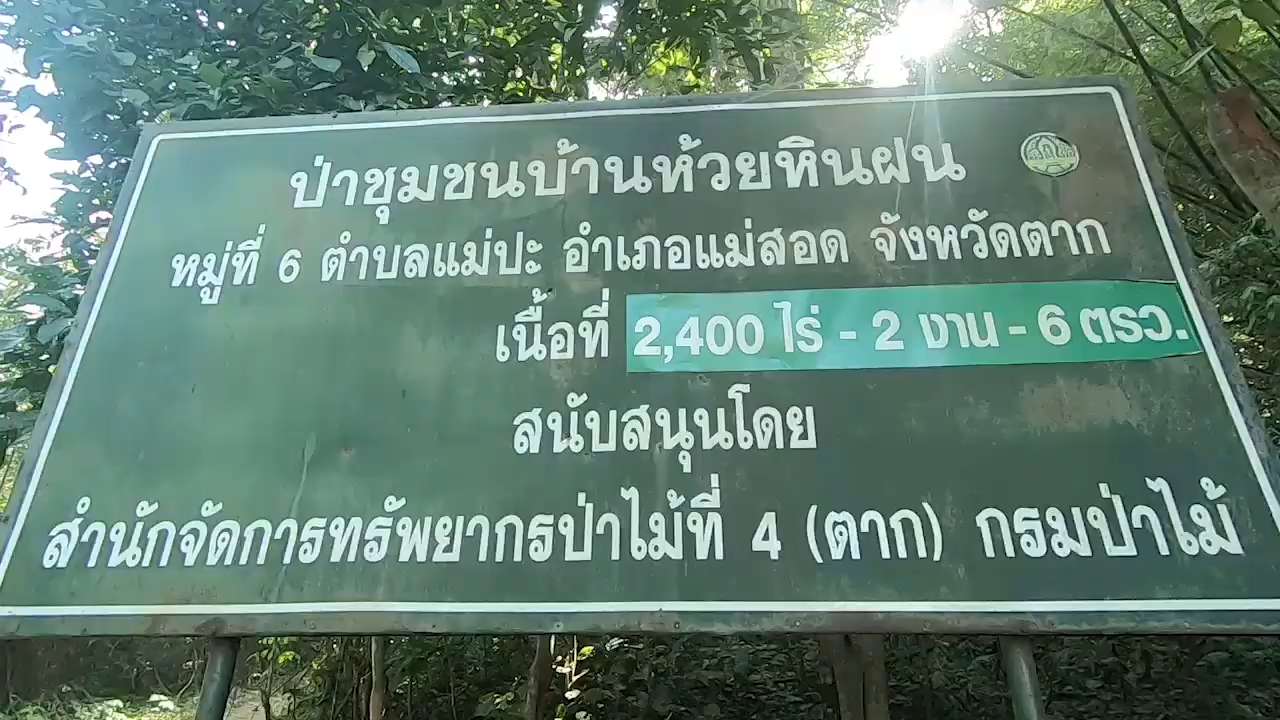 ป่าชุมชนบ้านห้วยหินฝน
หมู่ที่ 6 ตำบลแม่ปะ อำเภอแม่สอด จังหวัดตาก
เนื้อที่ 2,400 ไร่ - 2 งาน - 6 ตรว.
สนับสนุนโดย
สำนักจัดการทรัพยากรป่าไม้ที่ 4 (ตาก) กรมป่าไม้